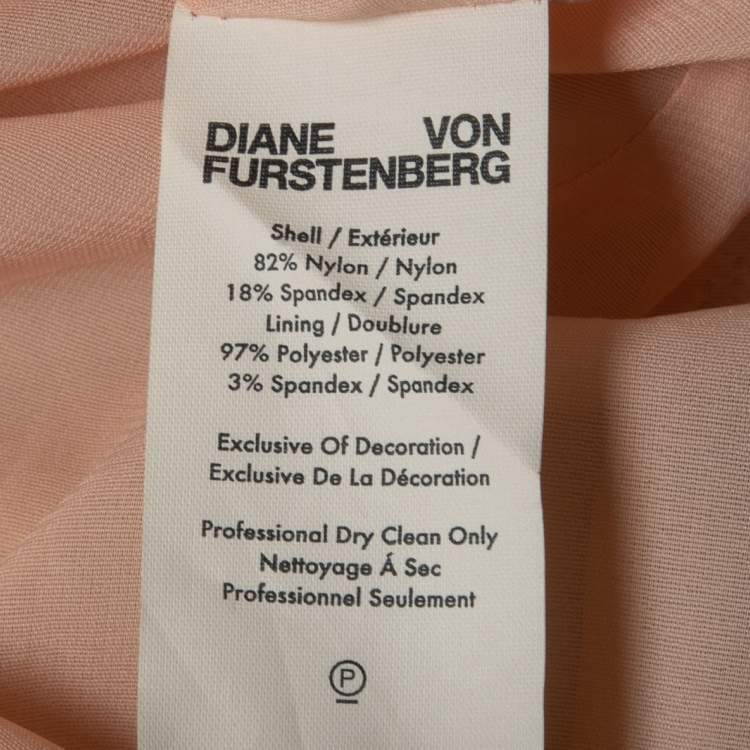 DIANE VON
FURSTENBERG
Shell / Extérieur
82% Nylon / Nylon
18% Spandex / Spandex
Lining / Doublure
97% Polyester / Polyester
3% Spandex / Spandex
Exclusive Of Decoration /
Exclusive De La Décoration
Professional Dry Clean Only
Nettoyage Á Sec
Professionnel Seulement
P